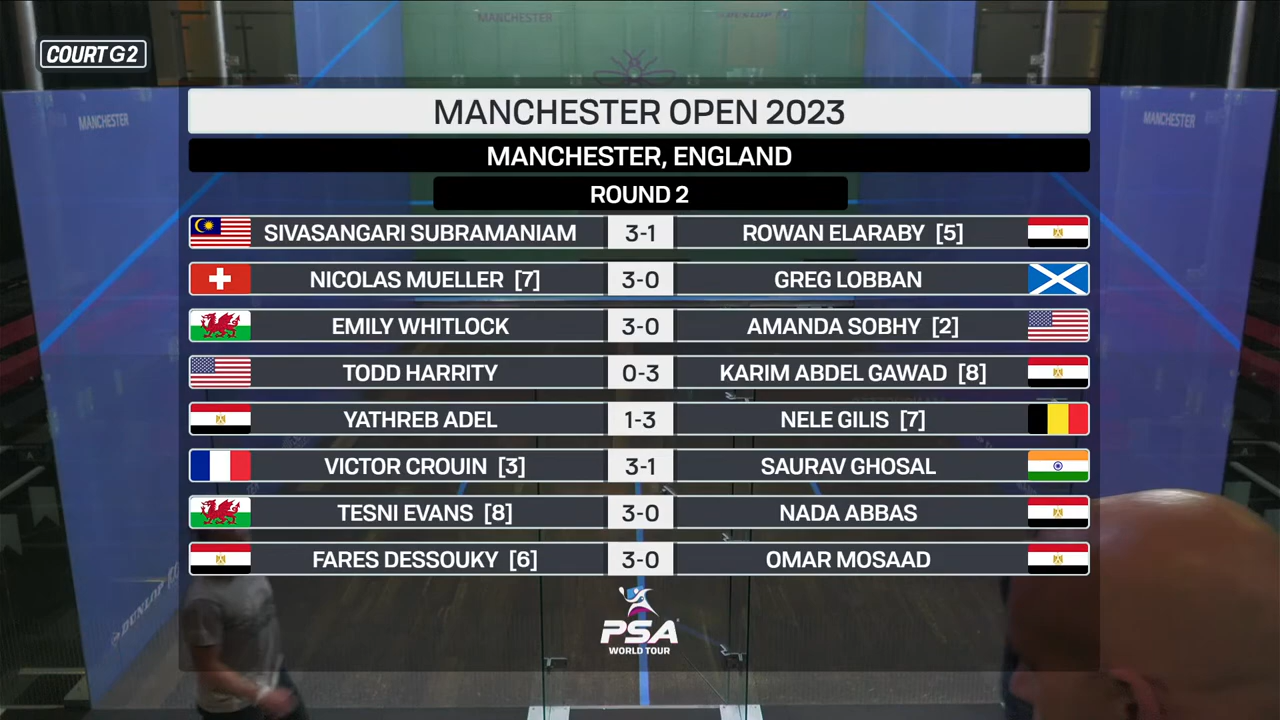 MANCHESTER
DUNLOP
COURT G2
MANCHESTER OPEN 2023
MANCHESTER
MANCHESTER
MANCHESTER, ENGLAND
ROUND 2
SIVASANGARI SUBRAMANIAM 3-1 ROWAN ELARABY [5]
NICOLAS MUELLER [7] 3-0 GREG LOBBAN
EMILY WHITLOCK 3-0 AMANDA SOBHY [2]
TODD HARRITY 0-3 KARIM ABDEL GAWAD [8]
YATHREB ADEL 1-3 NELE GILIS [7]
VICTOR CROUIN [3] 3-1 SAURAV GHOSAL
TESNI EVANS [8] 3-0 NADA ABBAS
FARES DESSOUKY [6] 3-0 OMAR MOSAAD
DUNLOP
PSA
WORLD TOUR